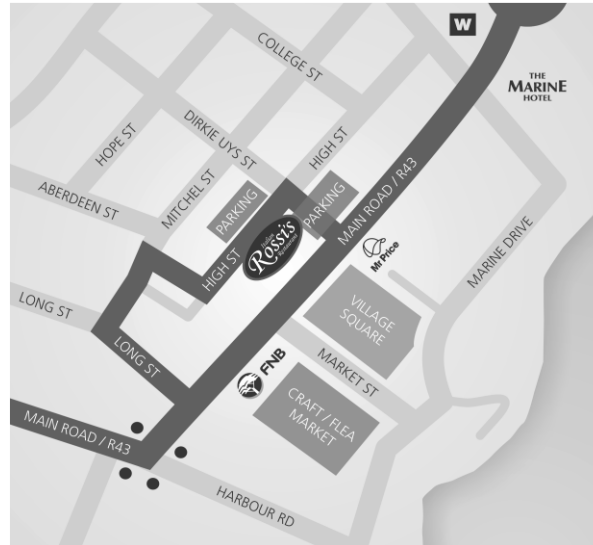 W
COLLEGE ST
THE
MARINE
HOTEL
DIRKIE UYS ST
HIGH ST
HOPE ST
MITCHEL ST
ABERDEEN ST
PARKING
PARKING
MAIN ROAD / R43
Italian
Rossi's
Restaurant
HIGH ST
Mr Price
MARINE DRIVE
VILLAGE
SQUARE
LONG ST
LONG ST
MARKET ST
FNB
CRAFT / FLEA
MARKET
MAIN ROAD / R43
HARBOUR RD